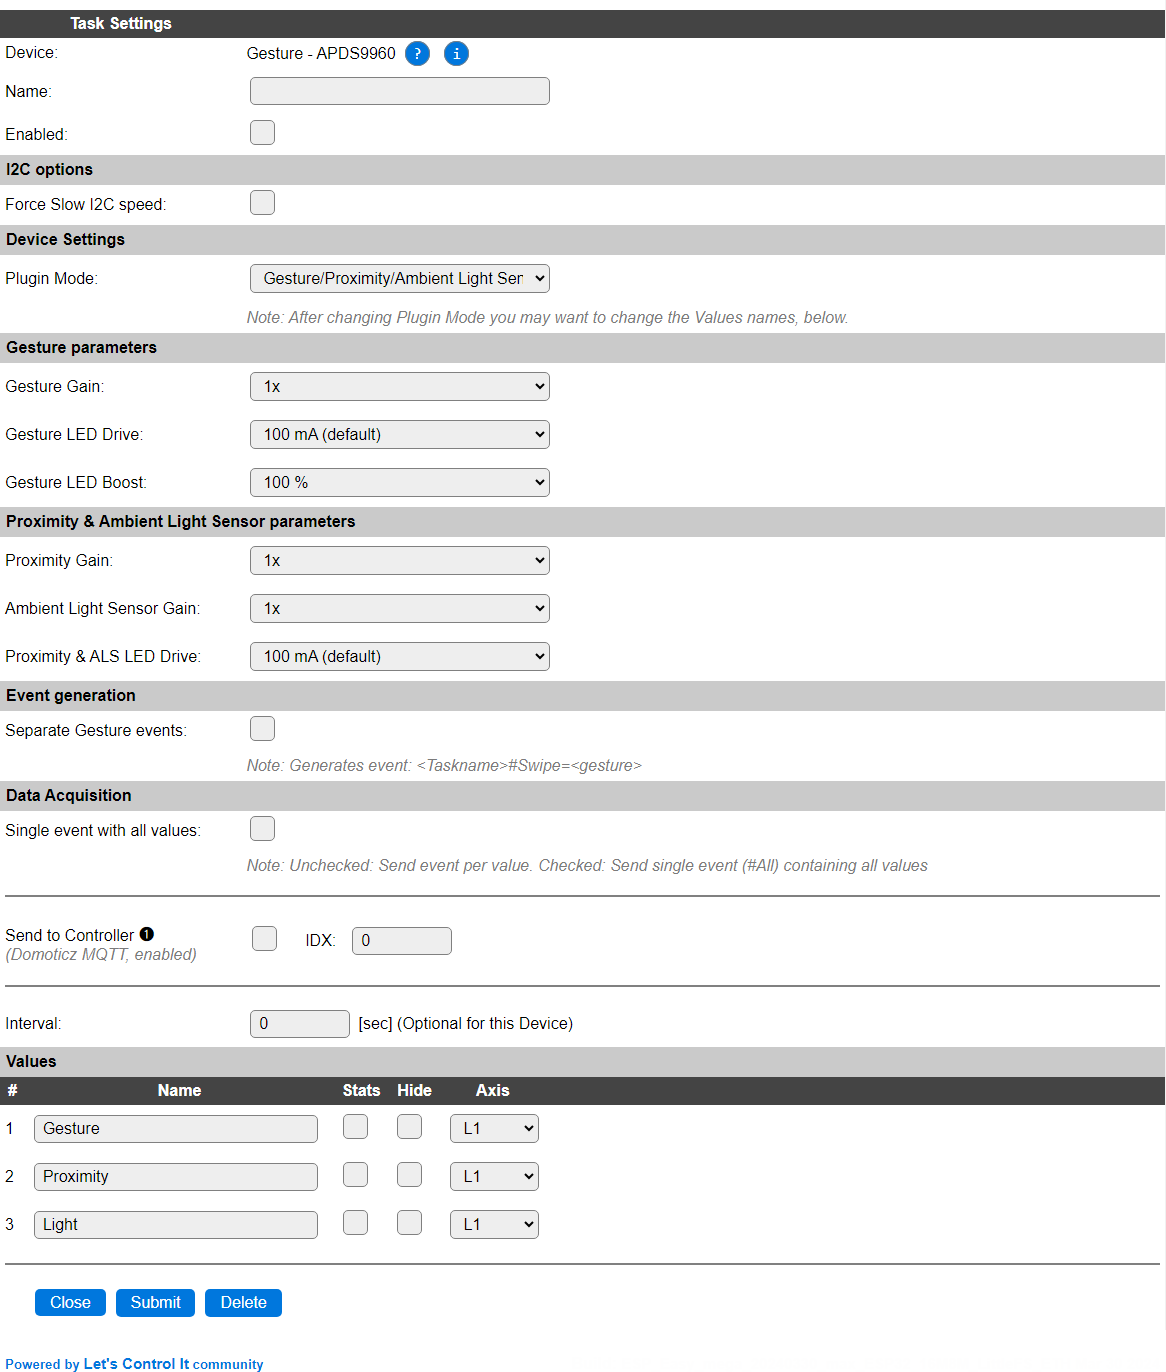 Task Settings
Device: Gesture - APDS9960 ? i
Name:
Enabled:
I2C options
Force Slow I2C speed:
Device Settings
Plugin Mode: Gesture/Proximity/Ambient Light Sen
Note: After changing Plugin Mode you may want to change the Values names, below.
Gesture parameters
Gesture Gain: 1x
Gesture LED Drive: 100 mA (default)
Gesture LED Boost: 100 %
Proximity & Ambient Light Sensor parameters
Proximity Gain: 1x
Ambient Light Sensor Gain: 1x
Proximity & ALS LED Drive: 100 mA (default)
Event generation
Separate Gesture events:
Note: Generates event: <Taskname>#Swipe=<gesture>
Data Acquisition
Single event with all values:
Note: Unchecked: Send event per value. Checked: Send single event (#All) containing all values
Send to Controller ❶ IDX: 0
(Domoticz MQTT, enabled)
Interval: 0 [sec] (Optional for this Device)
Values
# Name Stats Hide Axis
1 Gesture L1
2 Proximity L1
3 Light L1
Close Submit Delete
Powered by Let's Control It community